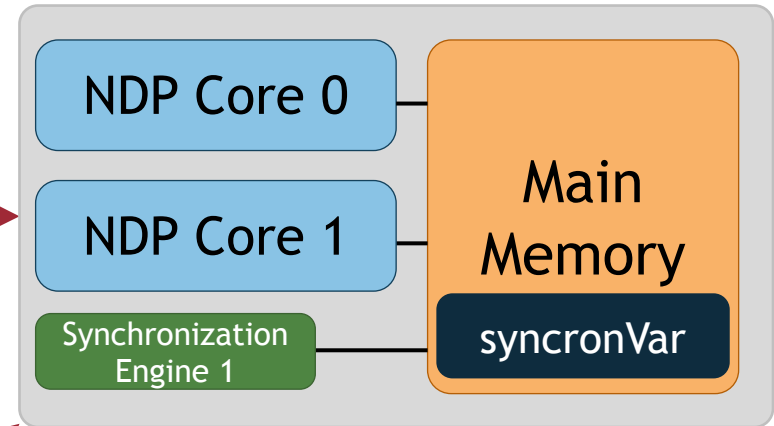 NDP Core 0
NDP Core 1
Main
Memory
Synchronization
Engine 1
syncronVar